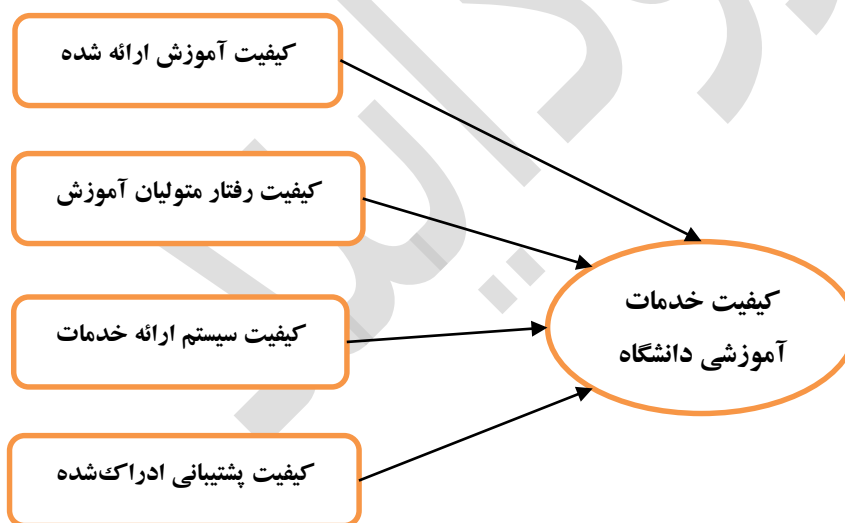 کیفیت آموزش ارائه شده
کیفیت رفتار متولیان آموزش
کیفیت سیستم ارائه خدمات
کیفیت پشتیبانی ادراک‌شده
کیفیت خدمات
آموزشی دانشگاه